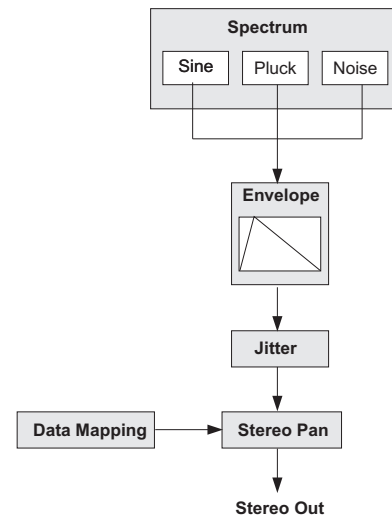 Spectrum
Sine Pluck Noise
Envelope
Jitter
Data Mapping Stereo Pan
Stereo Out